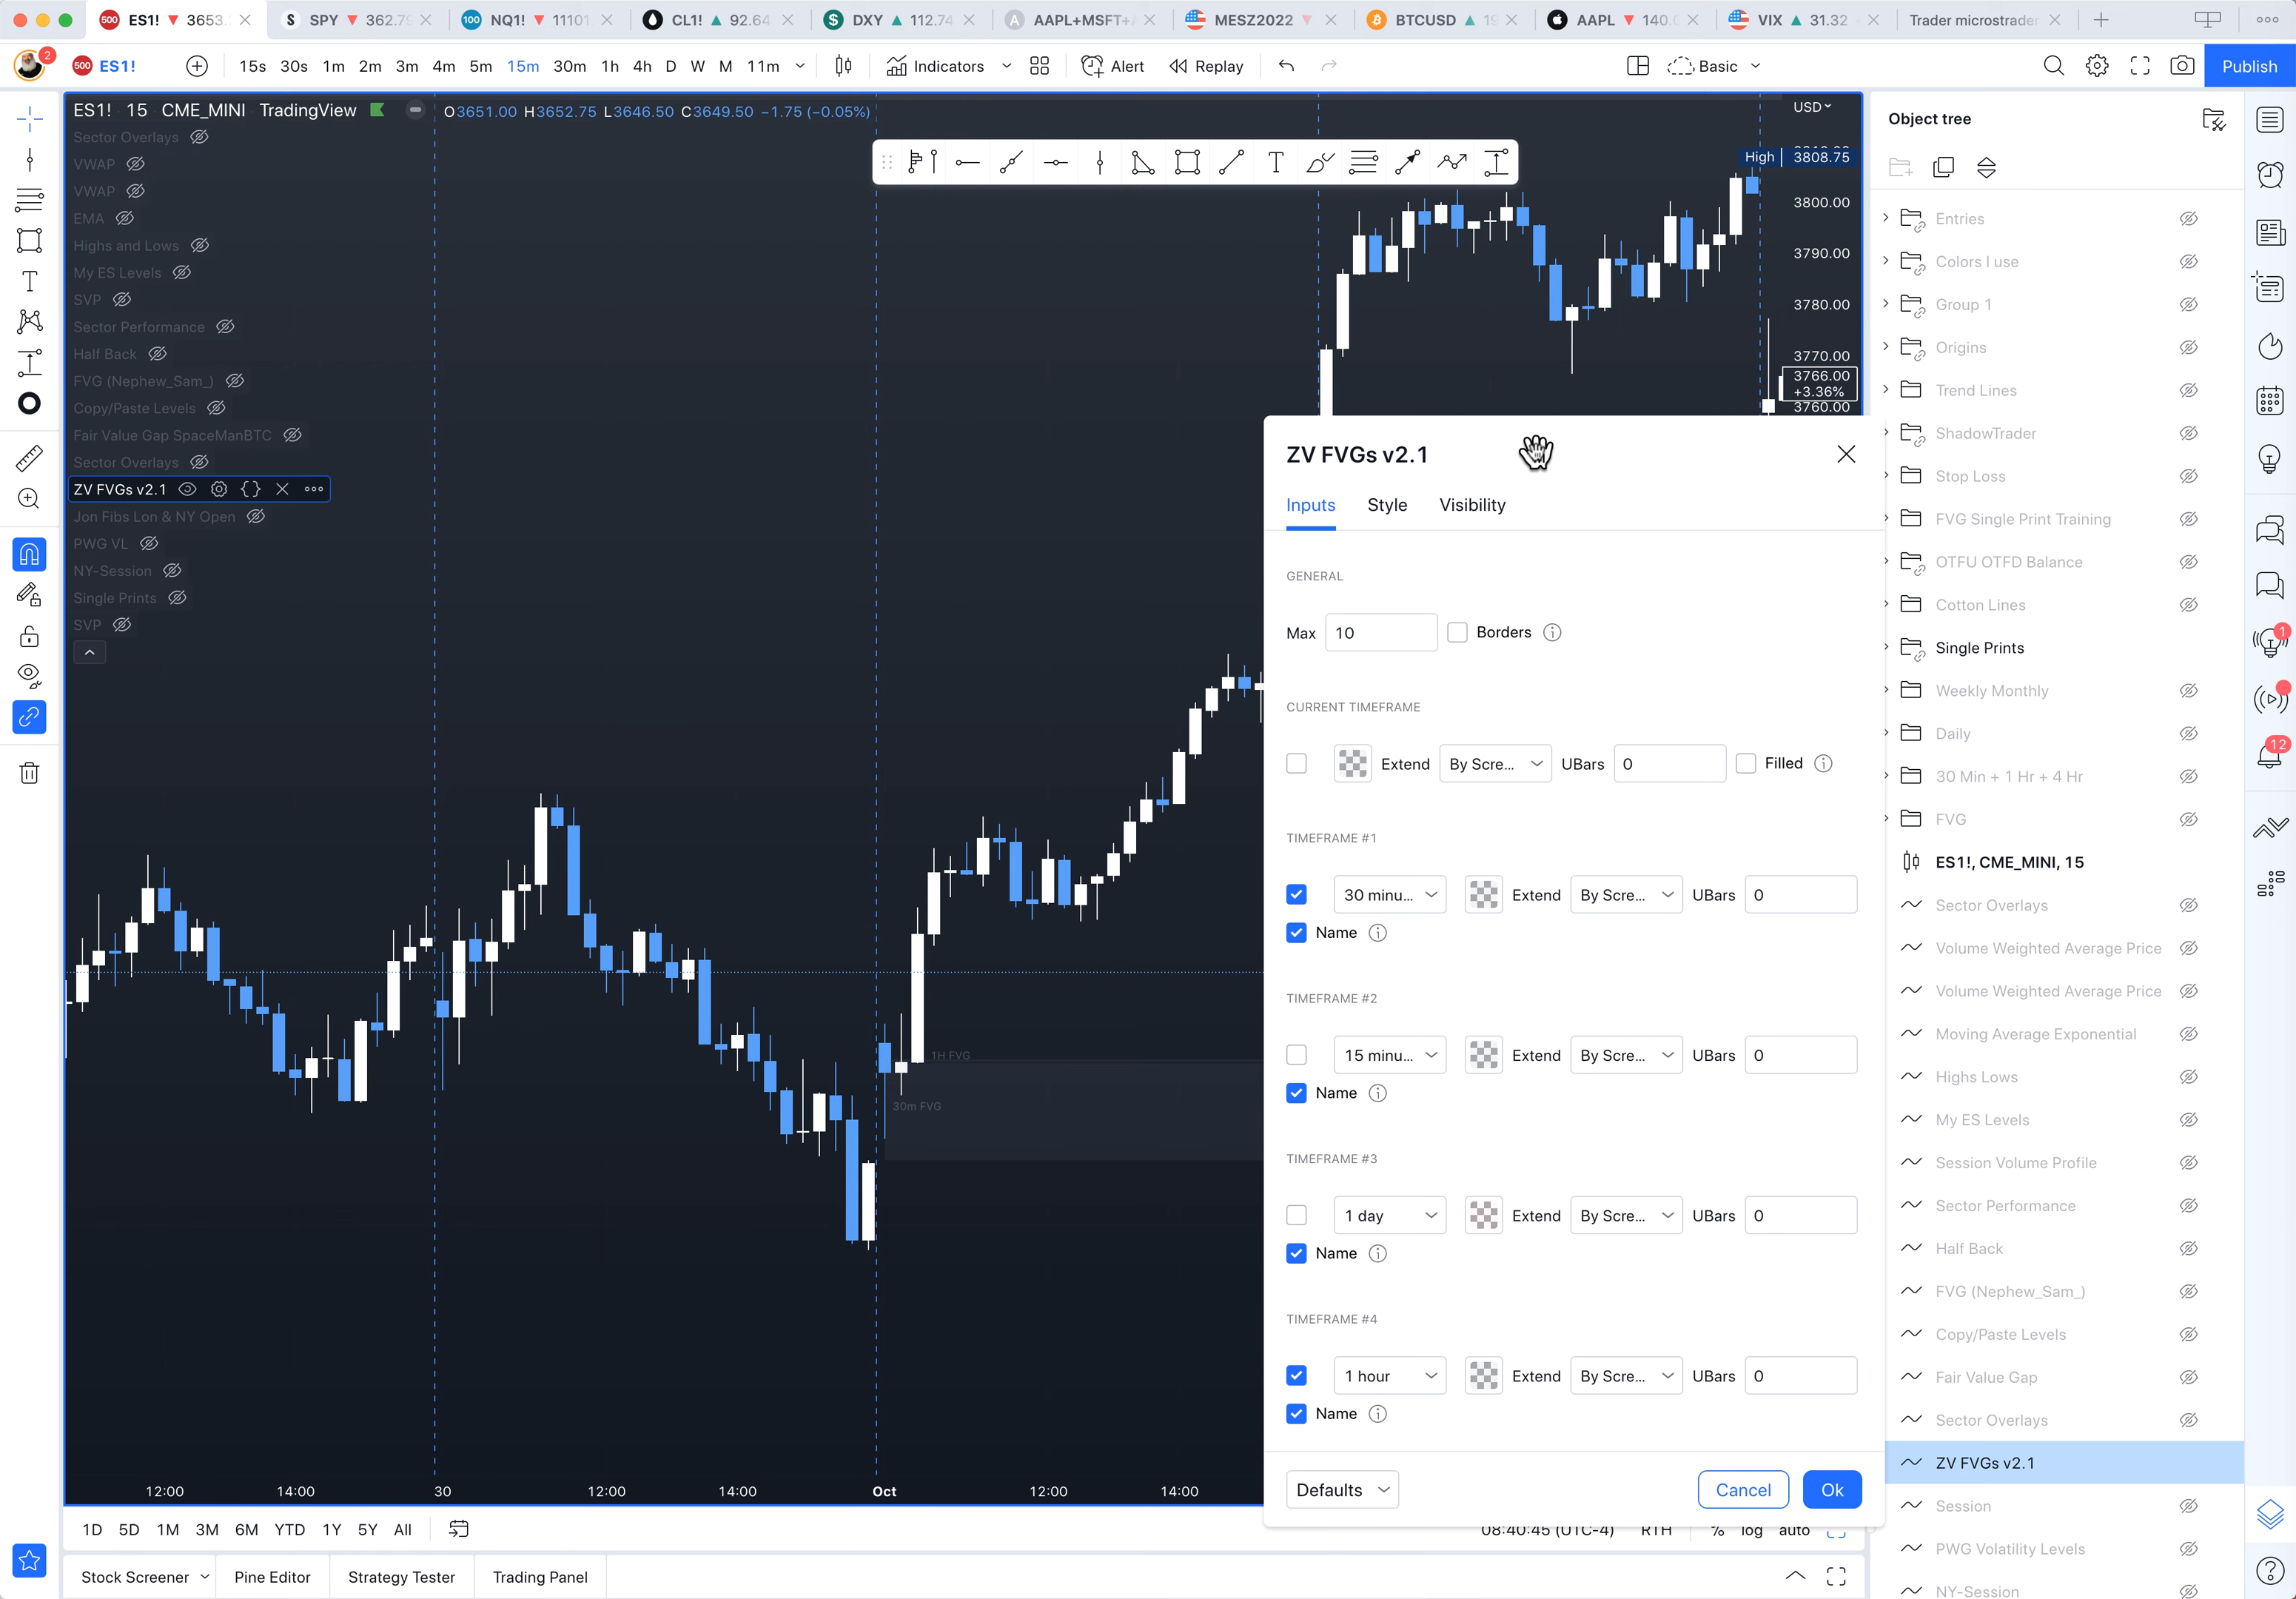 ES1! ▼ 3653.
SPY ▼ 362.79
NQ1! ▼ 11101
CL1! ▲ 92.64
DXY ▲ 112.74
AAPL+MSFT+
MESZ2022 ▼
BTCUSD ▲ 19
AAPL ▼ 140.
VIX ▲ 31.32
Trader microstrader
2
500 ES1!
15s 30s 1m 2m 3m 4m 5m 15m 30m 1h 4h D W M 11m
Indicators
Alert
Replay
Basic
Publish
ES1! 15 CME_MINI TradingView
O3651.00 H3652.75 L3646.50 C3649.50 −1.75 (−0.05%)
USD
Sector Overlays
VWAP
VWAP
EMA
Highs and Lows
My ES Levels
SVP
Sector Performance
Half Back
FVG (Nephew_Sam_)
Copy/Paste Levels
Fair Value Gap SpaceManBTC
Sector Overlays
ZV FVGs v2.1
Jon Fibs Lon & NY Open
PWG VL
NY-Session
Single Prints
SVP
High 3808.75
3800.00
3790.00
3780.00
3770.00
3766.00
+3.36%
3760.00
1H FVG
30m FVG
12:00 14:00 30 12:00 14:00 Oct 12:00 14:00
ZV FVGs v2.1
Inputs Style Visibility
GENERAL
Max 10 Borders
CURRENT TIMEFRAME
Extend By Scre... UBars 0 Filled
TIMEFRAME #1
30 minu... Extend By Scre... UBars 0
Name
TIMEFRAME #2
15 minu... Extend By Scre... UBars 0
Name
TIMEFRAME #3
1 day Extend By Scre... UBars 0
Name
TIMEFRAME #4
1 hour Extend By Scre... UBars 0
Name
Defaults Cancel Ok
1D 5D 1M 3M 6M YTD 1Y 5Y All
08:40:45 (UTC-4) RTH % log auto
Stock Screener Pine Editor Strategy Tester Trading Panel
Object tree
Entries
Colors I use
Group 1
Origins
Trend Lines
ShadowTrader
Stop Loss
FVG Single Print Training
OTFU OTFD Balance
Cotton Lines
Single Prints
Weekly Monthly
Daily
30 Min + 1 Hr + 4 Hr
FVG
ES1!, CME_MINI, 15
Sector Overlays
Volume Weighted Average Price
Volume Weighted Average Price
Moving Average Exponential
Highs Lows
My ES Levels
Session Volume Profile
Sector Performance
Half Back
FVG (Nephew_Sam_)
Copy/Paste Levels
Fair Value Gap
Sector Overlays
ZV FVGs v2.1
Session
PWG Volatility Levels
NY-Session
1
12